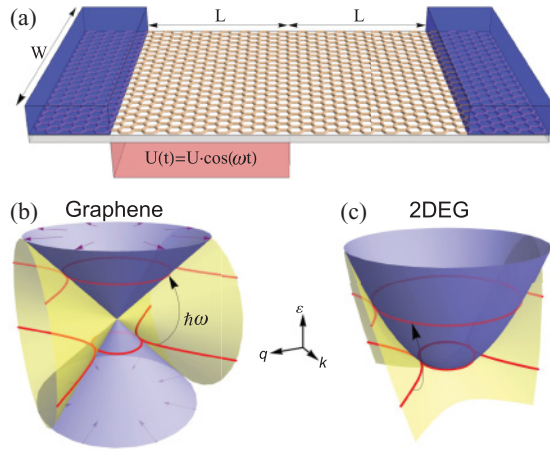 (a)
L
L
W
U(t)=U·cos(ωt)
(b)
Graphene
(c)
2DEG
ħω
ε
q
k